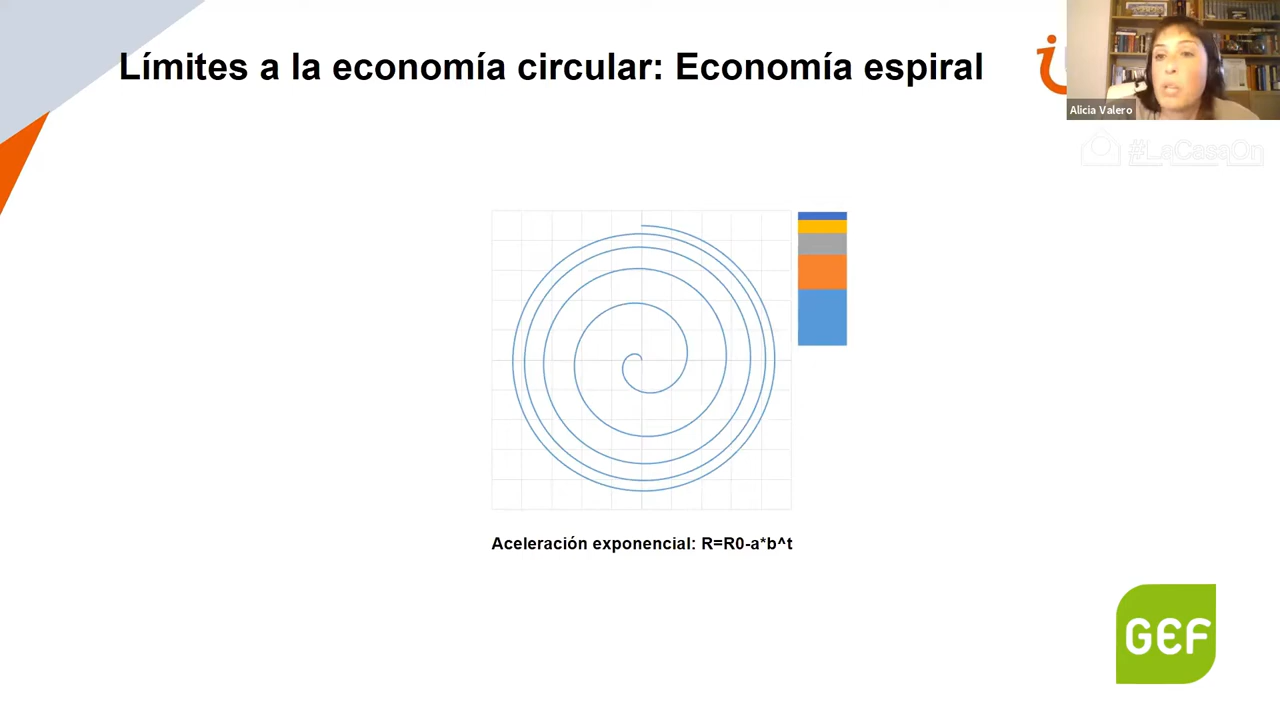 Límites a la economía circular: Economía espiral
Alicia Valero
#LaCasaOn
Aceleración exponencial: R=R0-a*b^t
GEF